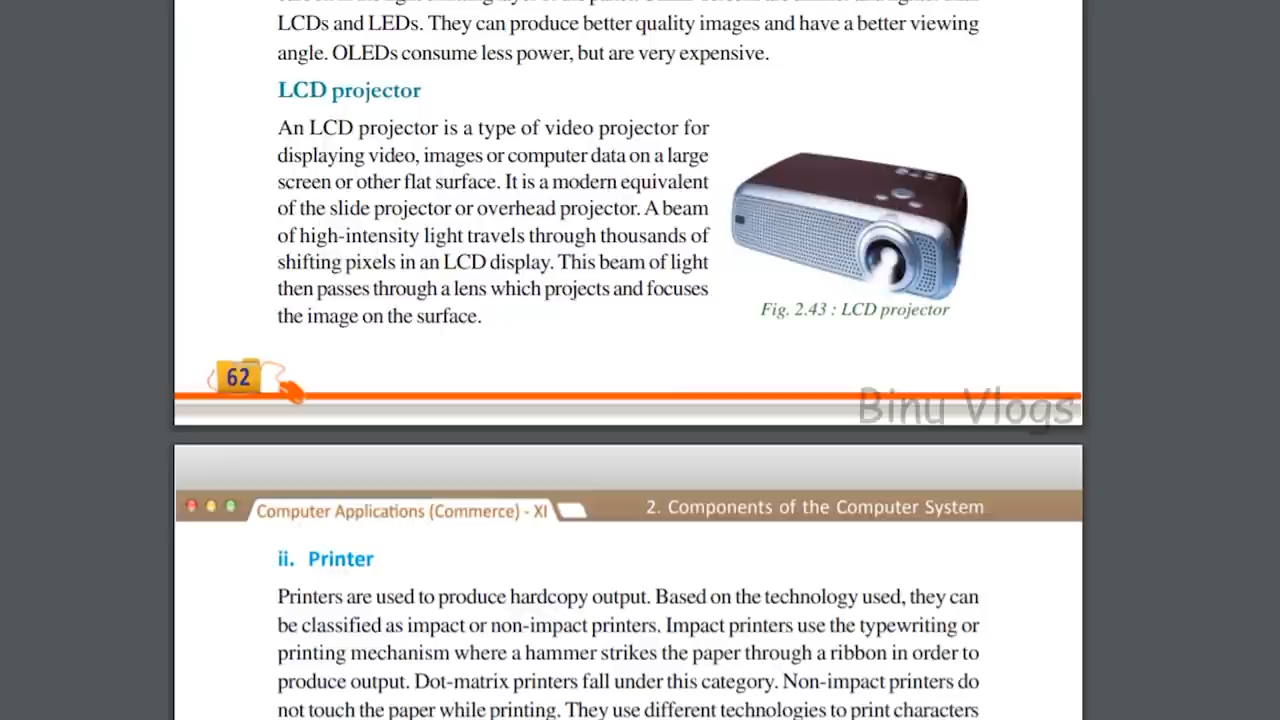 LCDs and LEDs. They can produce better quality images and have a better viewing
angle. OLEDs consume less power, but are very expensive.
LCD projector
An LCD projector is a type of video projector for
displaying video, images or computer data on a large
screen or other flat surface. It is a modern equivalent
of the slide projector or overhead projector. A beam
of high-intensity light travels through thousands of
shifting pixels in an LCD display. This beam of light
then passes through a lens which projects and focuses
the image on the surface.
Fig. 2.43 : LCD projector
62
Binu Vlogs
Computer Applications (Commerce) - XI
2. Components of the Computer System
ii. Printer
Printers are used to produce hardcopy output. Based on the technology used, they can
be classified as impact or non-impact printers. Impact printers use the typewriting or
printing mechanism where a hammer strikes the paper through a ribbon in order to
produce output. Dot-matrix printers fall under this category. Non-impact printers do
not touch the paper while printing. They use different technologies to print characters